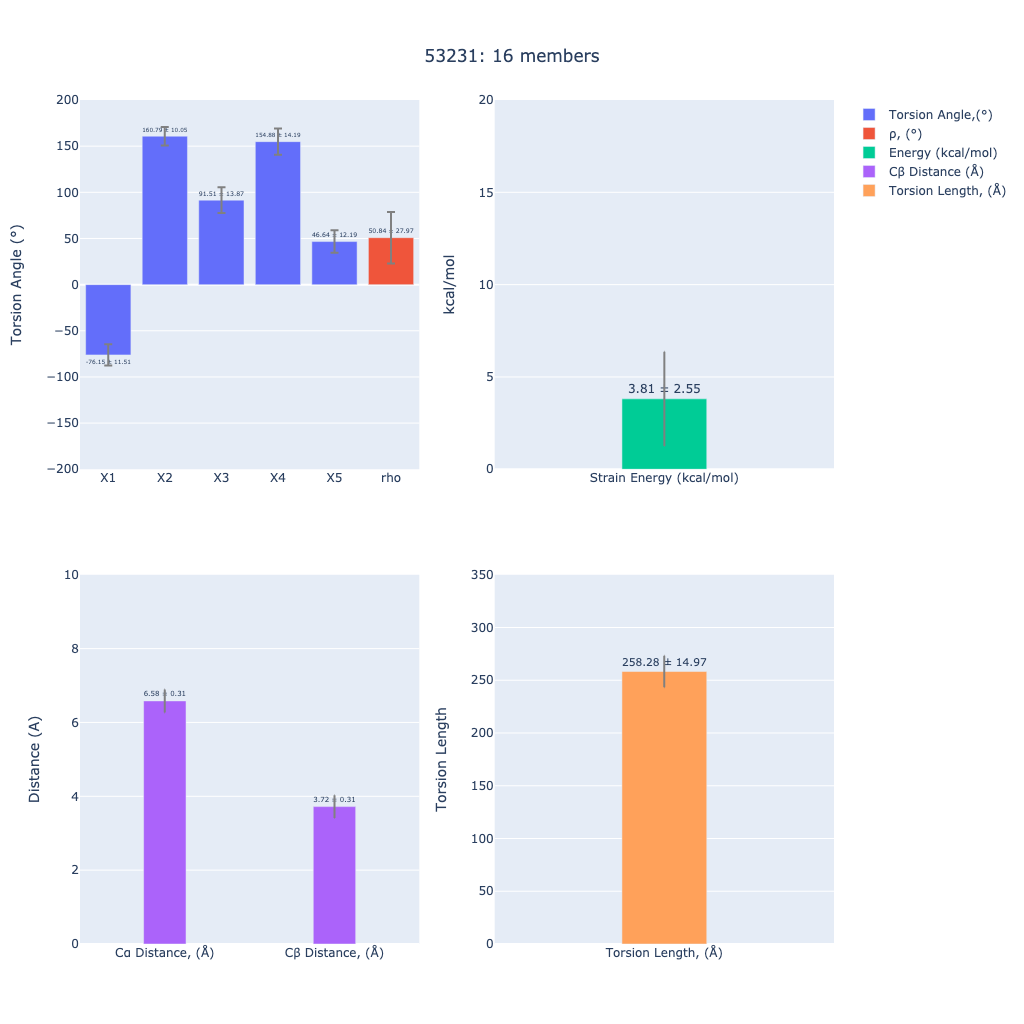 53231: 16 members
Torsion Angle (°)
200
150
100
50
0
−50
−100
−150
−200
160.79 ± 10.05
154.88 ± 14.19
91.51 ± 13.87
46.64 ± 12.19
50.84 ± 27.97
-76.15 ± 11.51
X1 X2 X3 X4 X5 rho
kcal/mol
20
15
10
5
0
3.81 ± 2.55
Strain Energy (kcal/mol)
Torsion Angle,(°)
ρ, (°)
Energy (kcal/mol)
Cβ Distance (Å)
Torsion Length, (Å)
Distance (A)
10
8
6
4
2
0
6.58 ± 0.31
3.72 ± 0.31
Cα Distance, (Å) Cβ Distance, (Å)
Torsion Length
350
300
250
200
150
100
50
0
258.28 ± 14.97
Torsion Length, (Å)